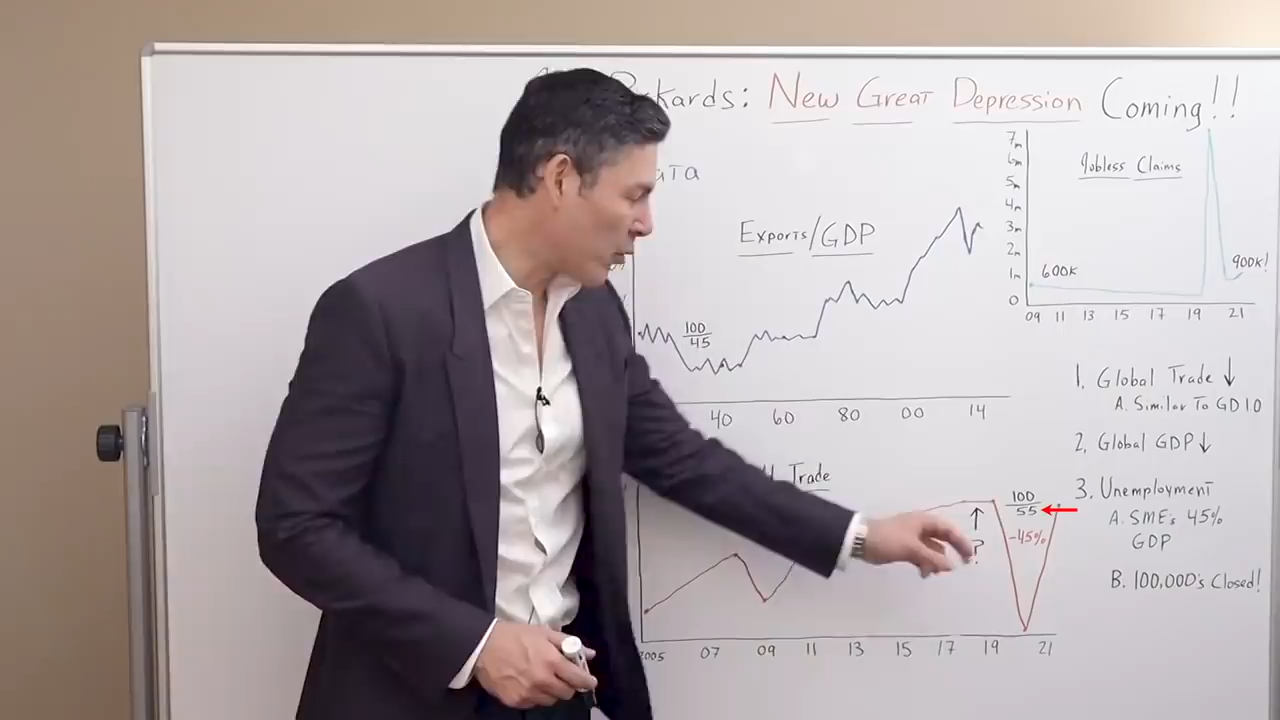 New Great Depression Coming!!
Exports/GDP
100
45
40 60 80 00 14
Jobless Claims
7m
6m
5m
4m
3m
2m
1m
0
600K
900K!
09 11 13 15 17 19 21
Trade
100
55
-45%
?
2005 07 09 11 13 15 17 19 21
1. Global Trade ↓
A. Similar To GD1.0
2. Global GDP ↓
3. Unemployment
A. SME's 45%
GDP
B. 100,000's Closed!